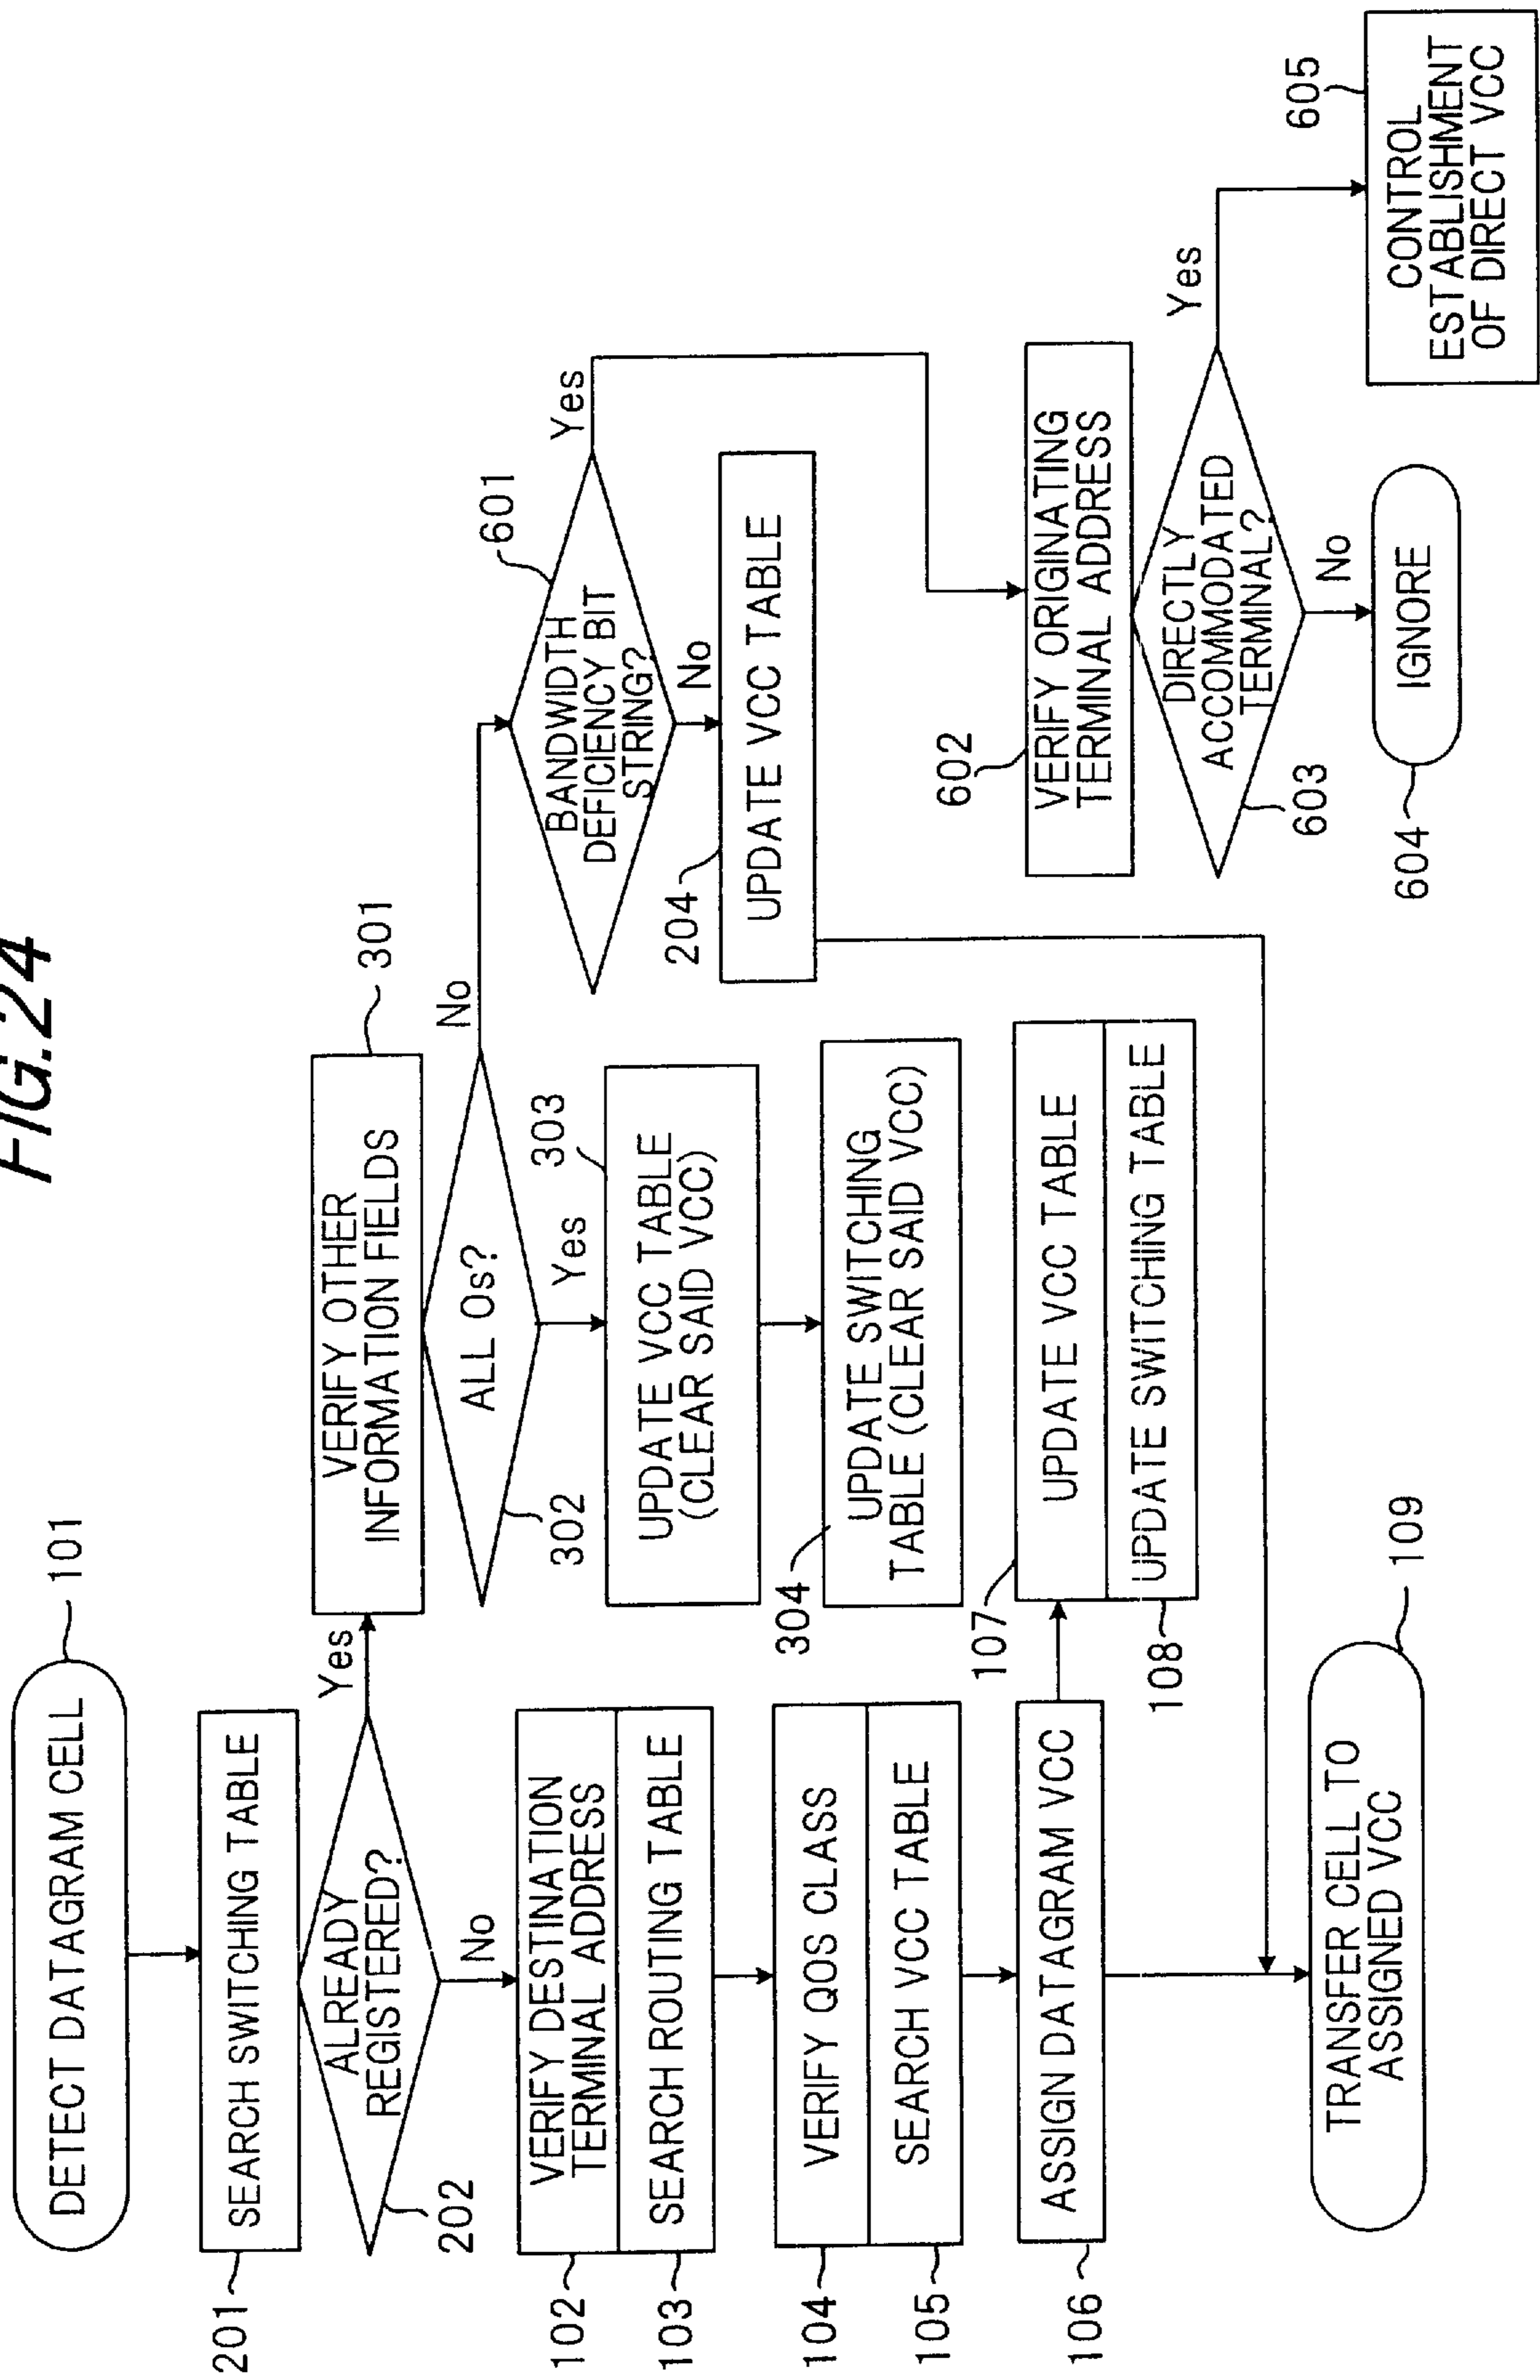 FIG.24
DETECT DATAGRAM CELL
101
201
SEARCH SWITCHING TABLE
ALREADY
REGISTERED?
202
Yes
No
102
VERIFY DESTINATION
TERMINAL ADDRESS
103
SEARCH ROUTING TABLE
104
VERIFY QOS CLASS
105
SEARCH VCC TABLE
106
ASSIGN DATAGRAM VCC
TRANSFER CELL TO
ASSIGNED VCC
109
VERIFY OTHER
INFORMATION FIELDS
301
ALL Os?
302
No
Yes
303
UPDATE VCC TABLE
(CLEAR SAID VCC)
304
UPDATE SWITCHING
TABLE (CLEAR SAID VCC)
107
UPDATE VCC TABLE
108
UPDATE SWITCHING TABLE
601
BANDWIDTH
DEFICIENCY BIT
STRING?
Yes
No
204
UPDATE VCC TABLE
602
VERIFY ORIGINATING
TERMINAL ADDRESS
DIRECTLY
ACCOMMODATED
TERMINAL?
603
Yes
No
604
IGNORE
605
CONTROL
ESTABLISHMENT
OF DIRECT VCC